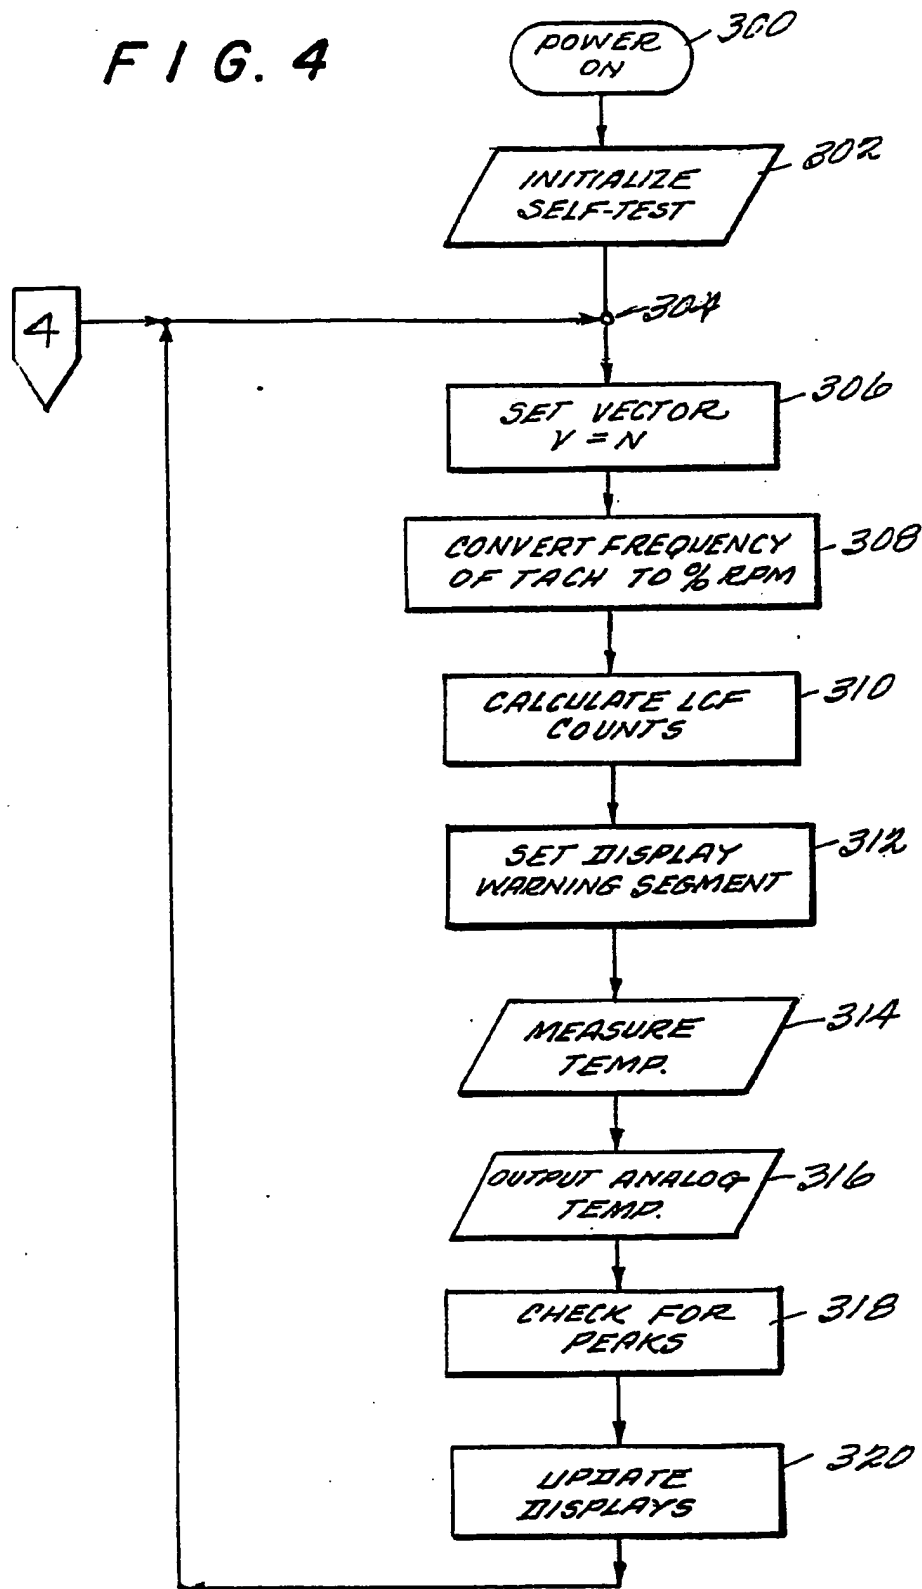 FIG. 4
POWER
ON
300
INITIALIZE
SELF-TEST
302
4
304
SET VECTOR
V = N
306
CONVERT FREQUENCY
OF TACH TO % RPM
308
CALCULATE LCF
COUNTS
310
SET DISPLAY
WARNING SEGMENT
312
MEASURE
TEMP.
314
OUTPUT ANALOG
TEMP.
316
CHECK FOR
PEAKS
318
UPDATE
DISPLAYS
320